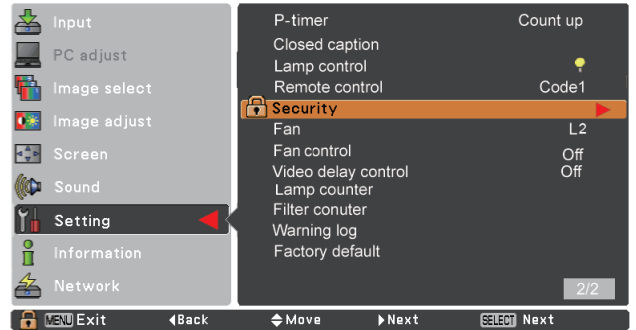 Input
PC adjust
Image select
Image adjust
Screen
Sound
Setting
Information
Network
P-timer Count up
Closed caption
Lamp control
Remote control Code1
Security
Fan L2
Fan control Off
Video delay control Off
Lamp counter
Filter conuter
Warning log
Factory default
2/2
MENU Exit Back Move Next SELECT Next